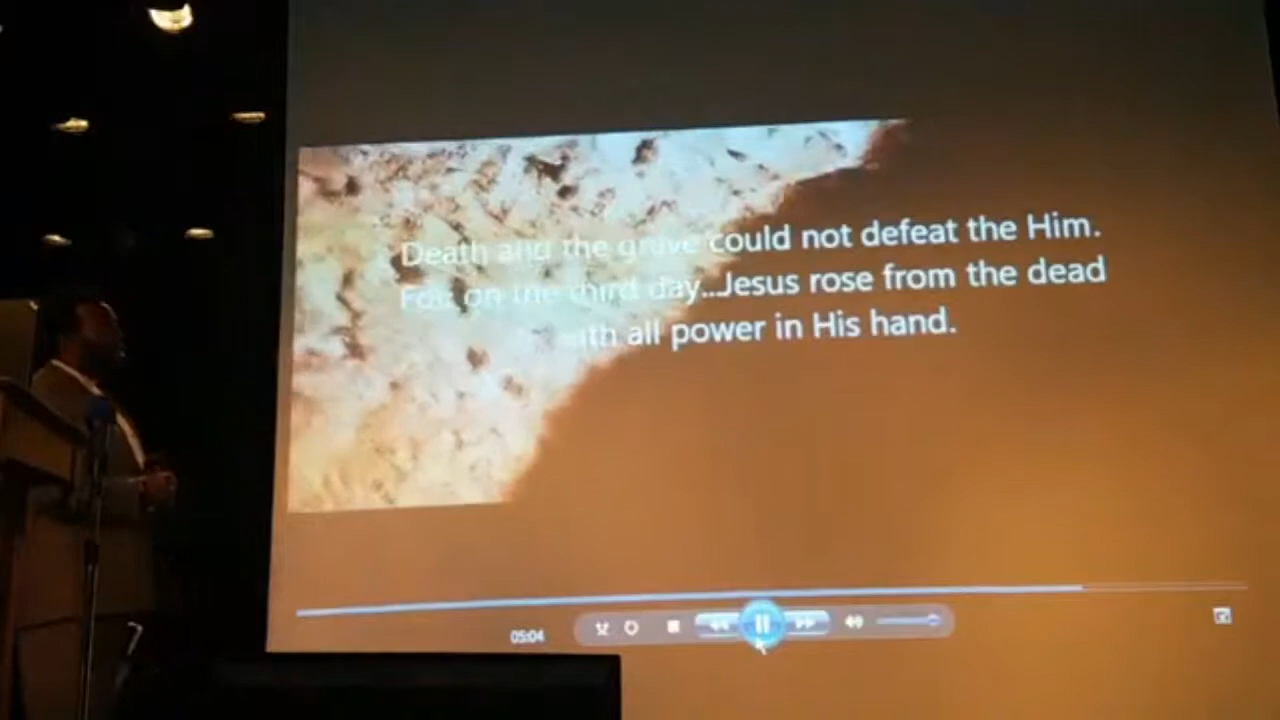 Death and the grave could not defeat the Him.
For on the third day...Jesus rose from the dead
with all power in His hand.
05:04